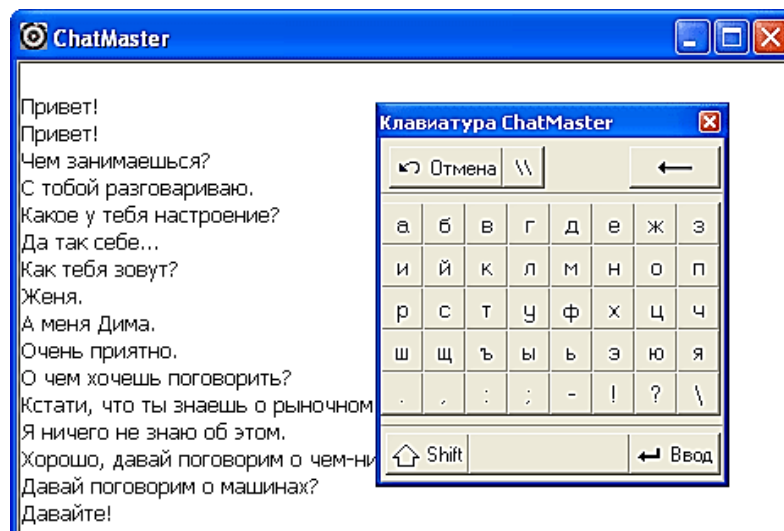 ChatMaster
Привет!
Привет!
Чем занимаешься?
С тобой разговариваю.
Какое у тебя настроение?
Да так себе...
Как тебя зовут?
Женя.
А меня Дима.
Очень приятно.
О чем хочешь поговорить?
Кстати, что ты знаешь о рыночном
Я ничего не знаю об этом.
Хорошо, давай поговорим о чем-ни
Давай поговорим о машинах?
Давайте!
Клавиатура ChatMaster
Отмена \\
а б в г д е ж з
и й к л м н о п
р с т у ф х ц ч
ш щ ъ ы ь э ю я
. , : ; - ! ? \
Shift Ввод